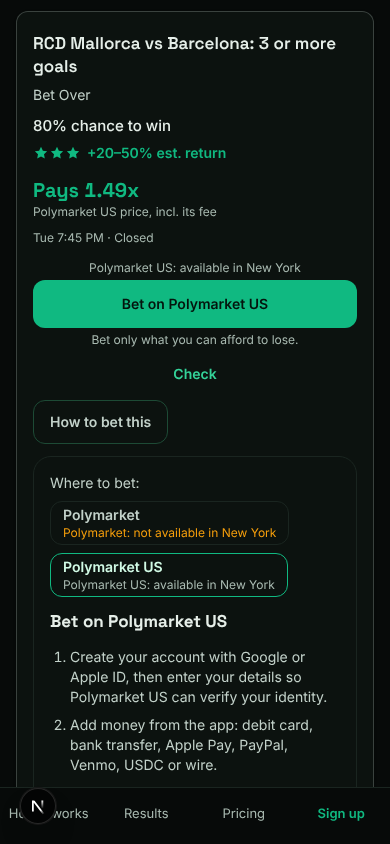 RCD Mallorca vs Barcelona: 3 or more
goals
Bet Over
80% chance to win
★★★ +20–50% est. return
Pays 1.49x
Polymarket US price, incl. its fee
Tue 7:45 PM · Closed
Polymarket US: available in New York
Bet on Polymarket US
Bet only what you can afford to lose.
Check
How to bet this
Where to bet:
Polymarket
Polymarket: not available in New York
Polymarket US
Polymarket US: available in New York
Bet on Polymarket US
1. Create your account with Google or
Apple ID, then enter your details so
Polymarket US can verify your identity.
2. Add money from the app: debit card,
bank transfer, Apple Pay, PayPal,
Venmo, USDC or wire.
N works Results Pricing Sign up